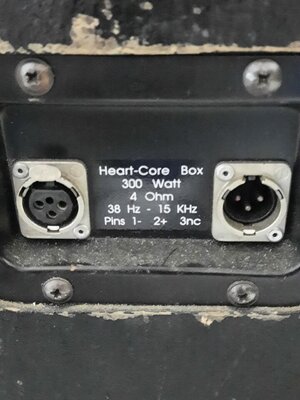 Heart-Core Box
300 Watt
4 Ohm
38 Hz - 15 KHz
Pins 1- 2+ 3nc